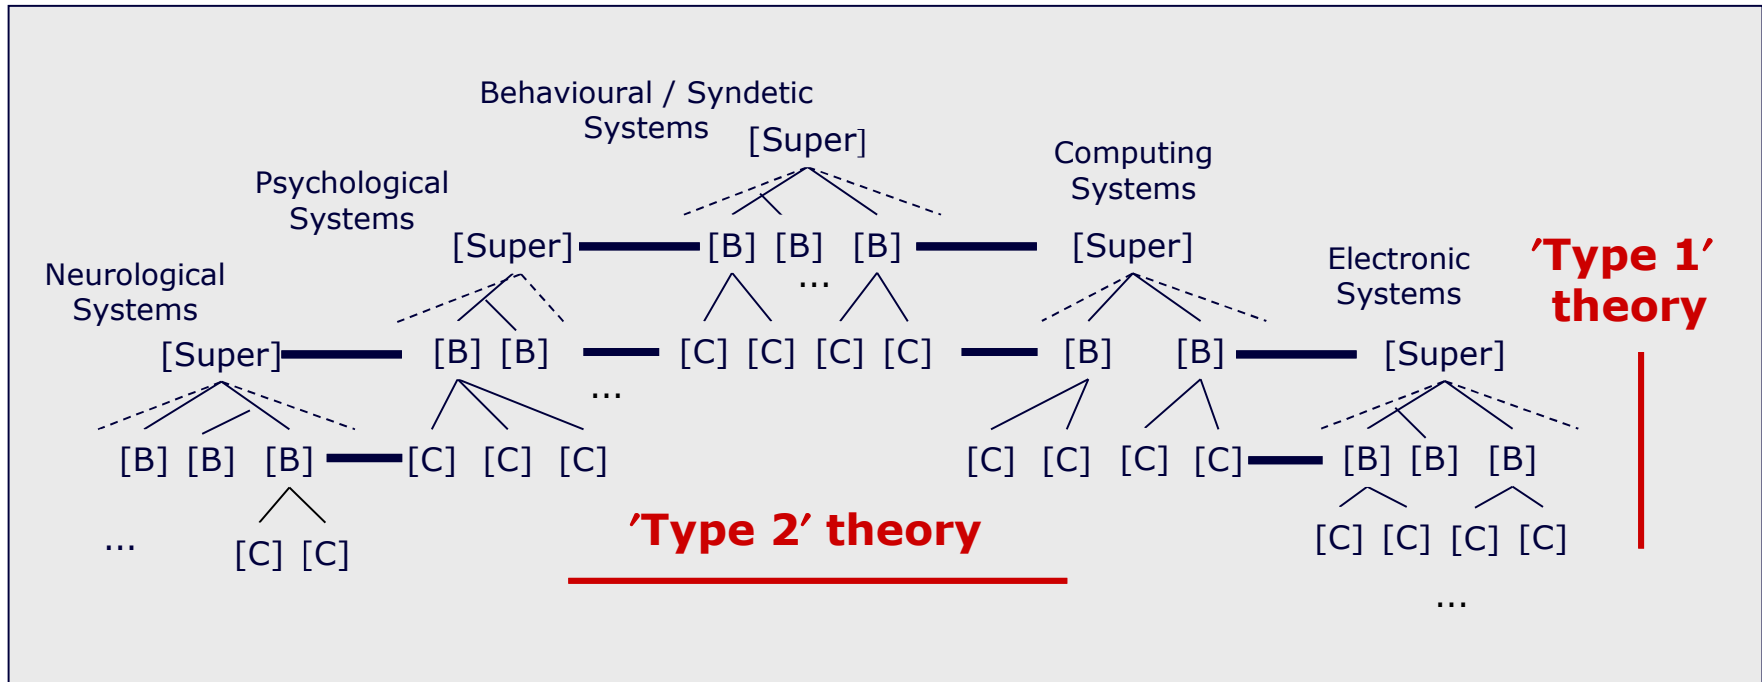 Behavioural / Syndetic
Systems
[Super]
Computing
Systems
Psychological
Systems
[Super] [B] [B] [B] [Super]
Neurological
Systems
Electronic
Systems
′Type 1′
theory
...
[Super] [B] [B] [C] [C] [C] [C] [B] [B] [Super]
...
[B] [B] [B] [C] [C] [C] [C] [C] [C] [C] [B] [B] [B]
′Type 2′ theory
... [C] [C] [C] [C] [C] [C]
...